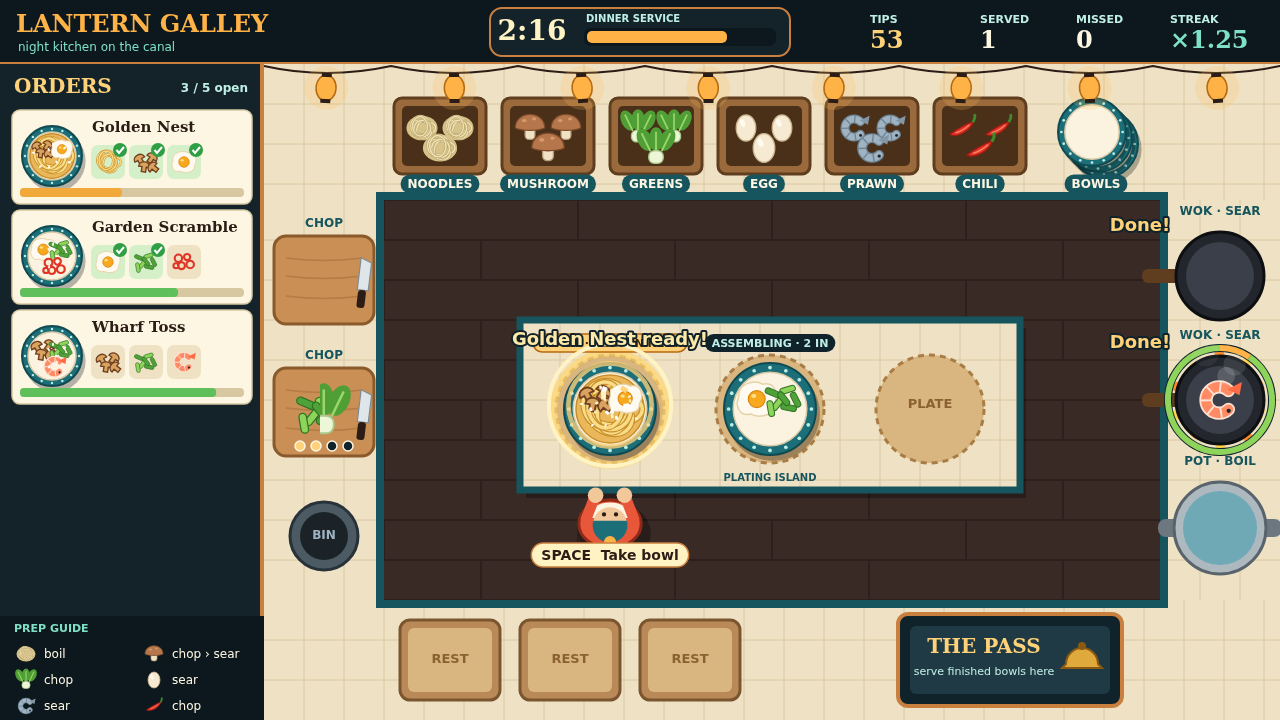 LANTERN GALLEY
night kitchen on the canal
2:16
DINNER SERVICE
TIPS
53
SERVED
1
MISSED
0
STREAK
×1.25
ORDERS
3 / 5 open
Golden Nest
Garden Scramble
Wharf Toss
PREP GUIDE
boil
chop › sear
chop
sear
sear
chop
NOODLES
MUSHROOM
GREENS
EGG
PRAWN
CHILI
BOWLS
CHOP
CHOP
BIN
Done!
WOK · SEAR
Done!
WOK · SEAR
POT · BOIL
Golden Nest ready!
ASSEMBLING · 2 IN
PLATE
PLATING ISLAND
SPACE Take bowl
REST
REST
REST
THE PASS
serve finished bowls here